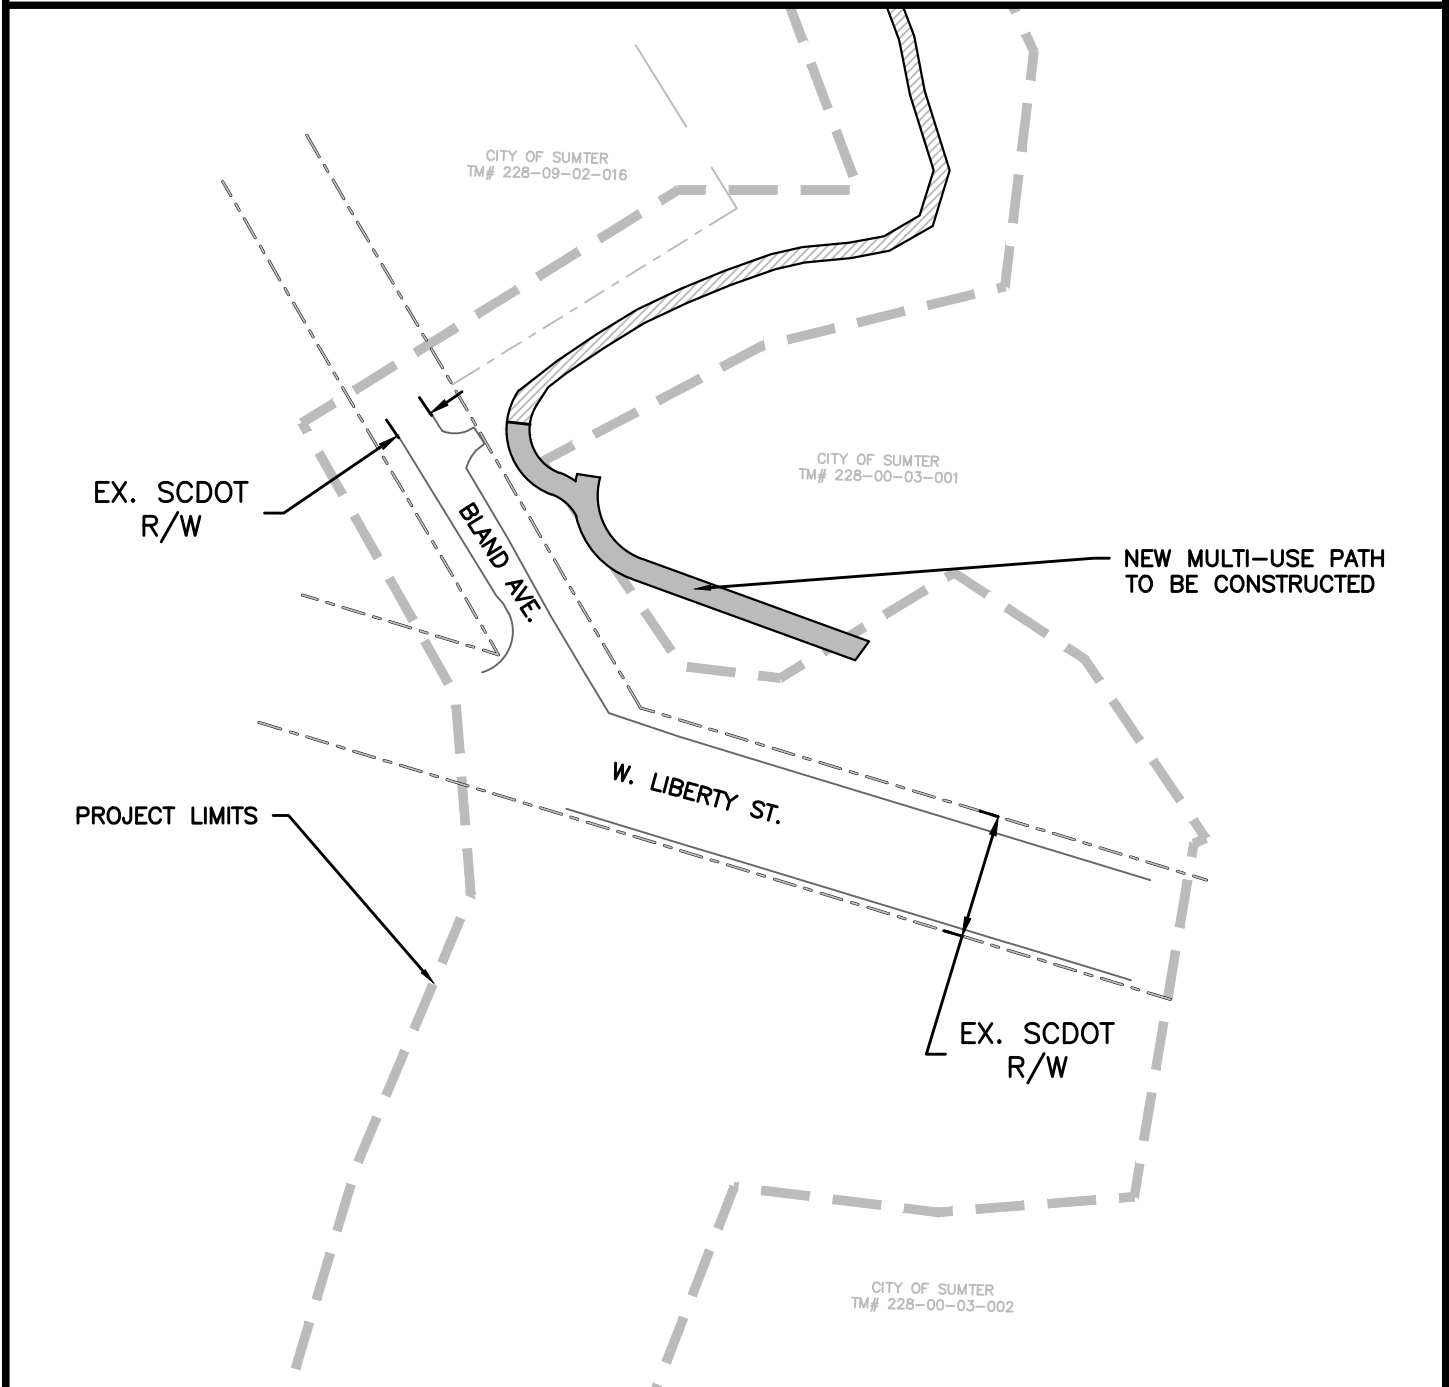 CITY OF SUMTER
TM# 228-09-02-016
CITY OF SUMTER
TM# 228-00-03-001
EX. SCDOT
R/W
BLAND AVE.
NEW MULTI-USE PATH
TO BE CONSTRUCTED
W. LIBERTY ST.
PROJECT LIMITS
EX. SCDOT
R/W
CITY OF SUMTER
TM# 228-00-03-002